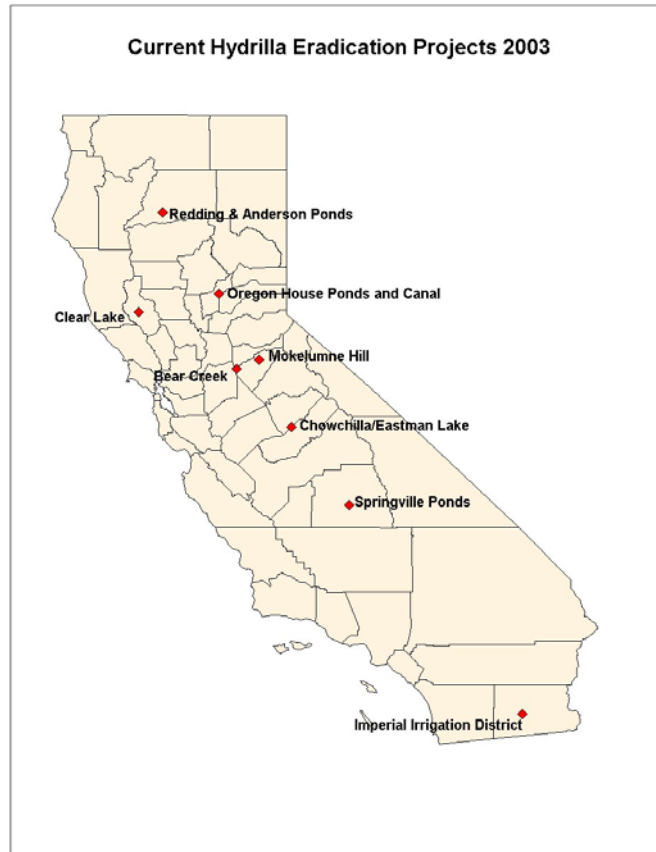 Current Hydrilla Eradication Projects 2003
Redding & Anderson Ponds
Oregon House Ponds and Canal
Clear Lake
Mokelumne Hill
Bear Creek
Chowchilla/Eastman Lake
Springville Ponds
Imperial Irrigation District